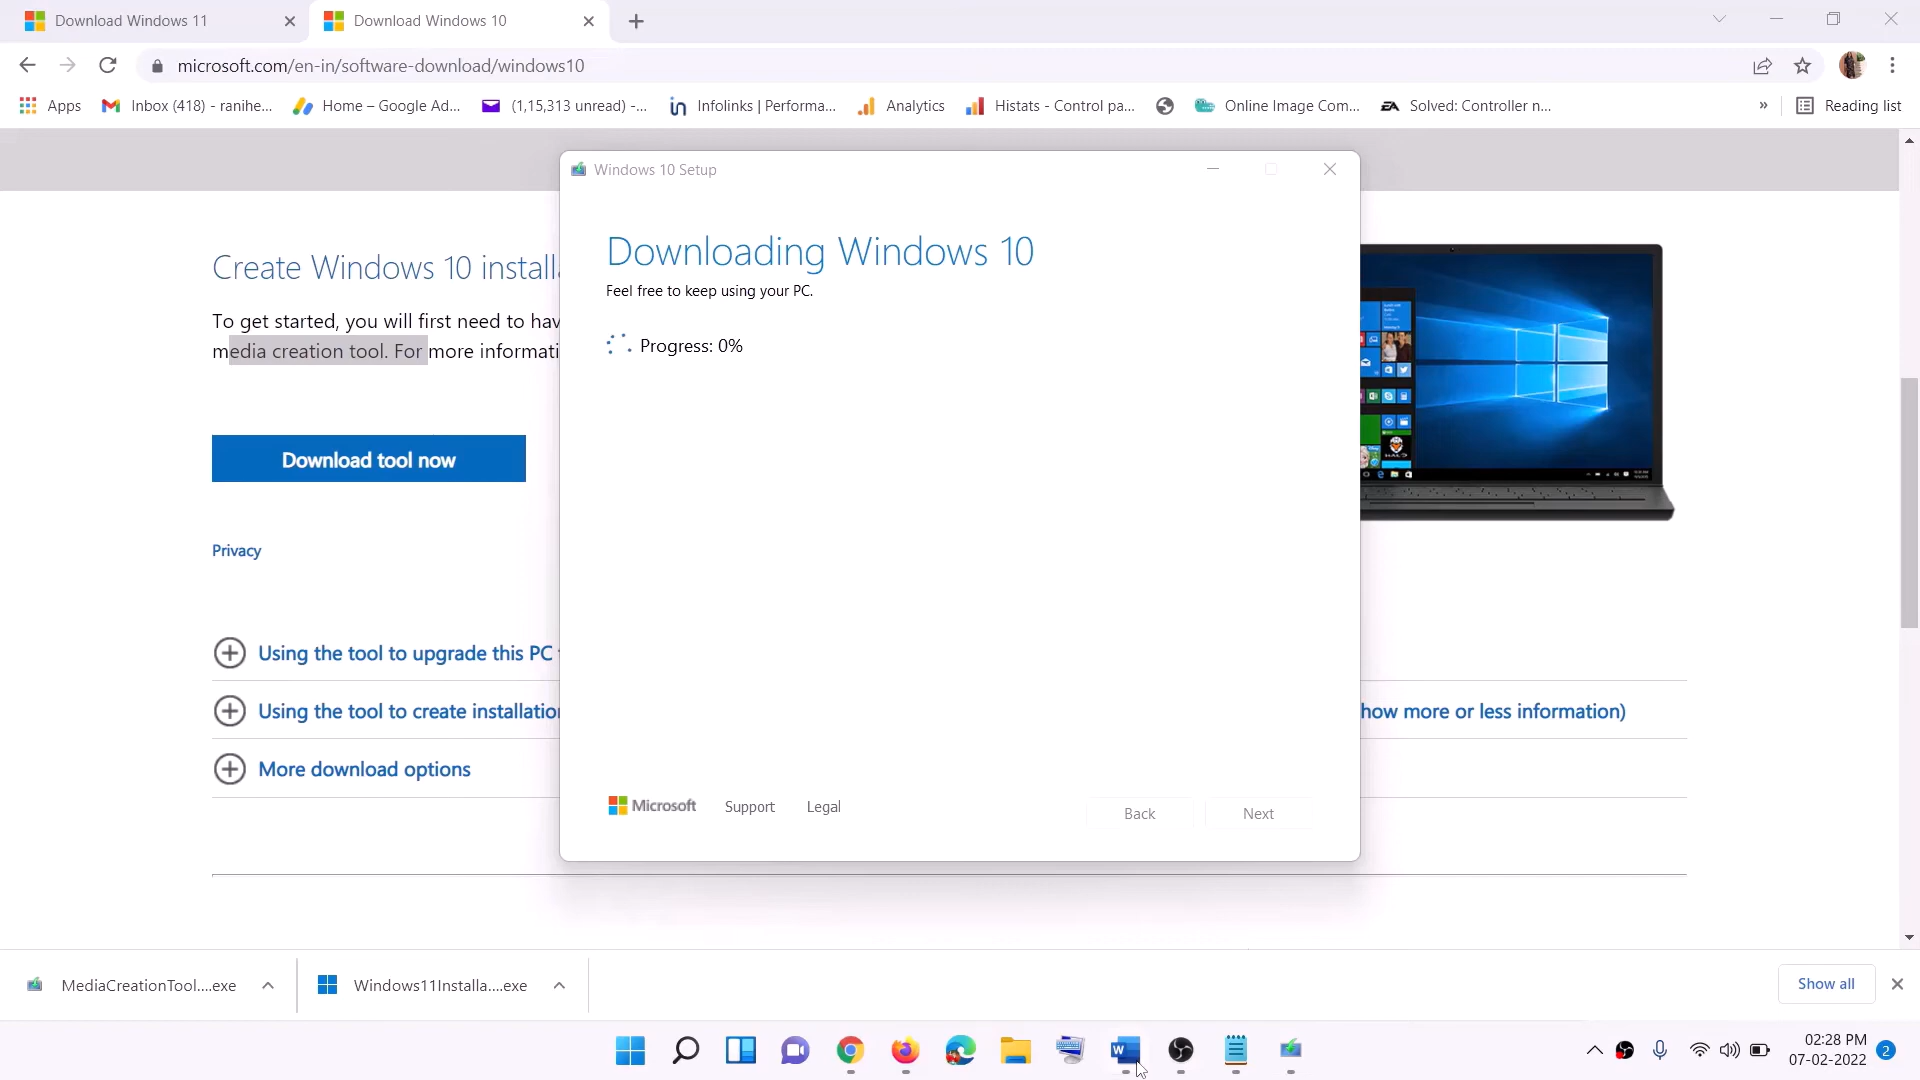 Download Windows 11
Download Windows 10
microsoft.com/en-in/software-download/windows10
Apps
Inbox (418) - ranihe...
Home – Google Ad...
(1,15,313 unread) -...
Infolinks | Performa...
Analytics
Histats - Control pa...
Online Image Com...
Solved: Controller n...
»
Reading list
Windows 10 Setup
Downloading Windows 10
Feel free to keep using your PC.
Progress: 0%
Create Windows 10 installa
To get started, you will first need to hav
media creation tool. For more informati
Download tool now
Privacy
Using the tool to upgrade this PC
Using the tool to create installation
how more or less information)
More download options
Microsoft
Support
Legal
Back
Next
MediaCreationTool....exe
Windows11Installa....exe
Show all
02:28 PM
07-02-2022
2